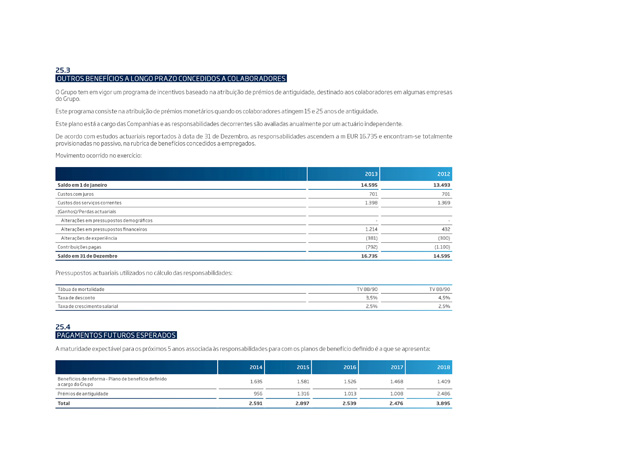 25.3
OUTROS BENEFÍCIOS A LONGO PRAZO CONCEDIDOS A COLABORADORES
O Grupo tem em vigor um programa de incentivos baseado na atribuição de prémios de antiguidade, destinado aos colaboradores em algumas empresas
do Grupo.
Este programa consiste na atribuição de prémios monetários quando os colaboradores atingem 15 e 25 anos de antiguidade.
Este plano está a cargo das Companhias e as responsabilidades decorrentes são avaliadas anualmente por um actuário independente.
De acordo com estudos actuariais reportados à data de 31 de Dezembro, as responsabilidades ascendem a m EUR 16.735 e encontram-se totalmente
provisionadas no passivo, na rubrica de benefícios concedidos a empregados.
Movimento ocorrido no exercício:
2013 2012
Saldo em 1 de Janeiro 14.595 13.493
Custos com juros 701 701
Custos dos serviços correntes 1.398 1.369
(Ganhos)/Perdas actuariais
Alterações em pressupostos demográficos - -
Alterações em pressupostos financeiros 1.214 432
Alterações de experiência (381) (300)
Contribuições pagas (792) (1.100)
Saldo em 31 de Dezembro 16.735 14.595
Pressupostos actuariais utilizados no cálculo das responsabilidades:
Tábua de mortalidade TV 88/90 TV 88/90
Taxa de desconto 3,5% 4,5%
Taxa de crescimento salarial 2,5% 2,5%
25.4
PAGAMENTOS FUTUROS ESPERADOS
A maturidade expectável para os próximos 5 anos associada às responsabilidades para com os planos de benefício definido é a que se apresenta:
2014 2015 2016 2017 2018
Benefícios de reforma - Plano de benefício definido
a cargo do Grupo 1.635 1.581 1.526 1.468 1.409
Prémios de antiguidade 956 1.316 1.013 1.008 2.486
Total 2.591 2.897 2.539 2.476 3.895